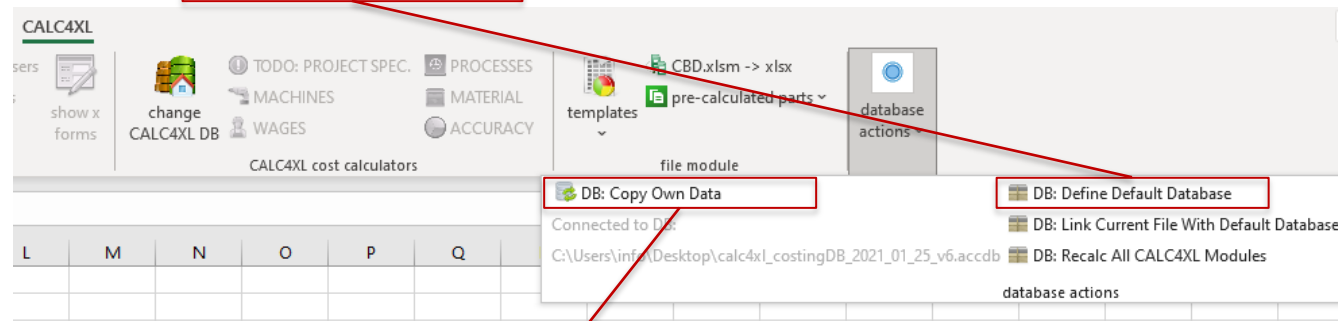 CALC4XL
sers
show x
forms
change
CALC4XL DB
TODO: PROJECT SPEC.
MACHINES
WAGES
PROCESSES
MATERIAL
ACCURACY
CALC4XL cost calculators
templates
CBD.xlsm -> xlsx
pre-calculated parts
file module
database
actions
DB: Copy Own Data
Connected to DB:
C:\Users\info\Desktop\calc4xl_costingDB_2021_01_25_v6.accdb
DB: Define Default Database
DB: Link Current File With Default Database
DB: Recalc All CALC4XL Modules
database actions
L M N O P Q